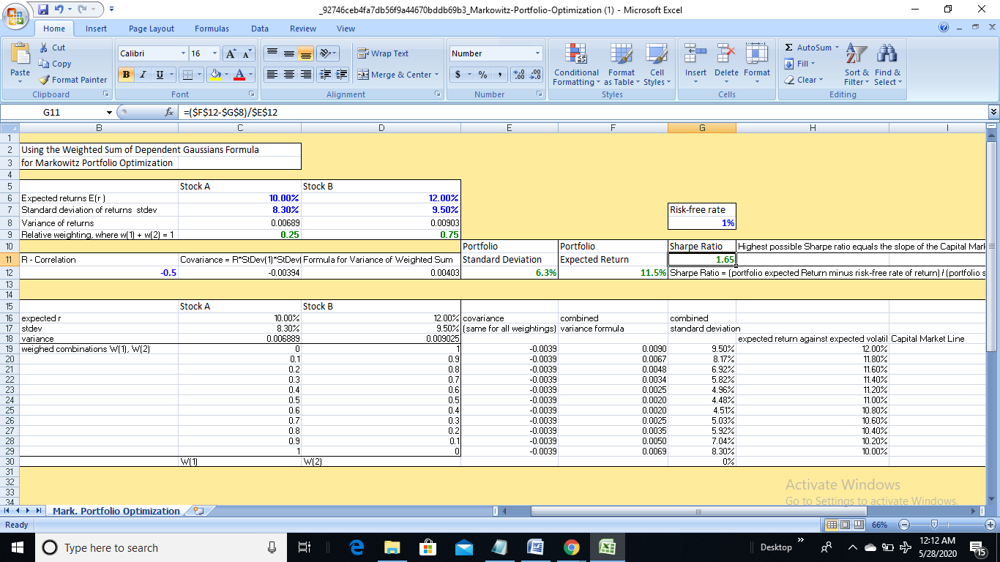 _92746ceb4fa7db56f9a44670bddb69b3_Markowitz-Portfolio-Optimization (1) - Microsoft Excel
Home Insert Page Layout Formulas Data Review View
Paste Cut Copy Format Painter Clipboard
Calibri 16 A A B I U A Font
Wrap Text Merge & Center Alignment
Number $ % , .00 Number
Conditional Formatting Format as Table Cell Styles Styles
Insert Delete Format Cells
Σ AutoSum Fill Clear Sort & Filter Find & Select Editing
G11 fx =($F$12-$G$8)/$E$12
B C D E F G H I
1
2 Using the Weighted Sum of Dependent Gaussians Formula
3 for Markowitz Portfolio Optimization
4
5 Stock A Stock B
6 Expected returns E(r ) 10.00% 12.00%
7 Standard deviation of returns stdev 8.30% 9.50% Risk-free rate
8 Variance of returns 0.00689 0.00903 1%
9 Relative weighting, where w(1) + w(2) = 1 0.25 0.75
10 Portfolio Portfolio Sharpe Ratio Highest possible Sharpe ratio equals the slope of the Capital Mark
11 R - Correlation Covariance = R*StDev(1)*StDev( Formula for Variance of Weighted Sum Standard Deviation Expected Return 1.65
12 -0.5 -0.00394 0.00403 6.3% 11.5% Sharpe Ratio = (portfolio expected Return minus risk-free rate of return) / (portfolio s
13
14
15 Stock A Stock B
16 expected r 10.00% 12.00% covariance combined combined
17 stdev 8.30% 9.50% (same for all weightings) variance formula standard deviation
18 variance 0.006889 0.009025 expected return against expected volatil Capital Market Line
19 weighed combinations W(1), W(2) 0 1 -0.0039 0.0090 9.50% 12.00%
20 0.1 0.9 -0.0039 0.0067 8.17% 11.80%
21 0.2 0.8 -0.0039 0.0048 6.92% 11.60%
22 0.3 0.7 -0.0039 0.0034 5.82% 11.40%
23 0.4 0.6 -0.0039 0.0025 4.96% 11.20%
24 0.5 0.5 -0.0039 0.0020 4.48% 11.00%
25 0.6 0.4 -0.0039 0.0020 4.51% 10.80%
26 0.7 0.3 -0.0039 0.0025 5.03% 10.60%
27 0.8 0.2 -0.0039 0.0035 5.92% 10.40%
28 0.9 0.1 -0.0039 0.0050 7.04% 10.20%
29 1 0 -0.0039 0.0069 8.30% 10.00%
30 W(1) W(2) 0%
31
32
33
34
Activate Windows
Go to Settings to activate Windows.
Mark. Portfolio Optimization
Ready 66%
Type here to search Desktop 12:12 AM
5/28/2020 15